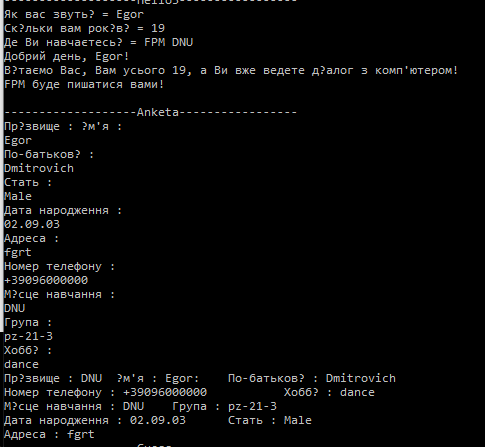 Як вас звуть? = Egor
Ск?льки вам рок?в? = 19
Де Ви навчаєтесь? = FPM DNU
Добрий день, Egor!
В?таємо Вас, Вам усього 19, а Ви вже ведете д?алог з комп'ютером!
FPM буде пишатися вами!
-------------------Anketa-----------------
Пр?звище : ?м'я :
Egor
По-батьков? :
Dmitrovich
Стать :
Male
Дата народження :
02.09.03
Адреса :
fgrt
Номер телефону :
+39096000000
М?сце навчання :
DNU
Група :
pz-21-3
Хобб? :
dance
Пр?звище : DNU ?м'я : Egor: По-батьков? : Dmitrovich
Номер телефону : +39096000000 Хобб? : dance
М?сце навчання : DNU Група : pz-21-3
Дата народження : 02.09.03 Стать : Male
Адреса : fgrt